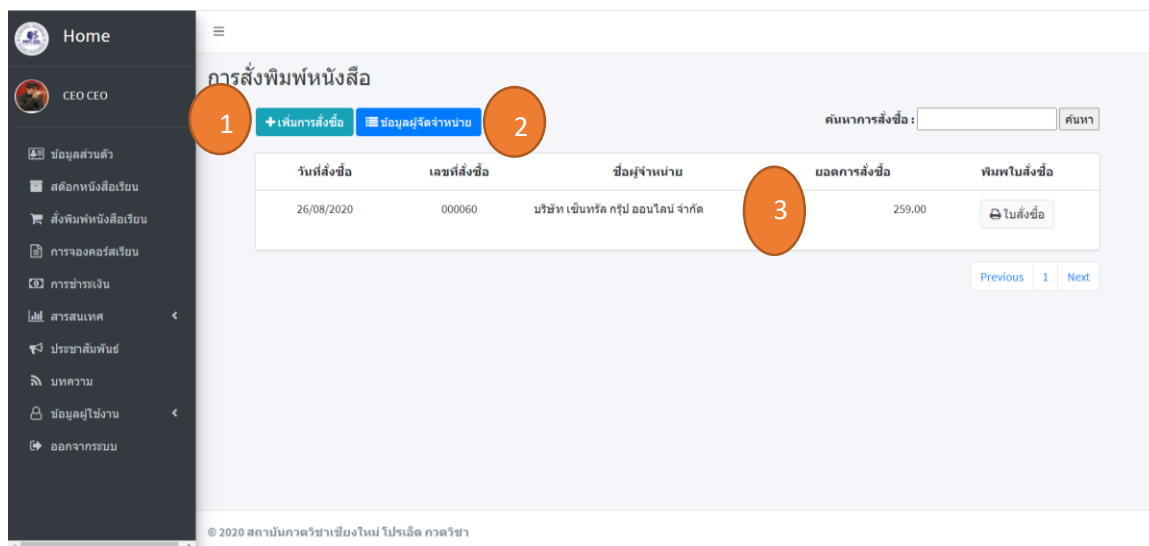 Home
CEO CEO
ข้อมูลส่วนตัว
สต๊อกหนังสือเรียน
สั่งพิมพ์หนังสือเรียน
การจองคอร์สเรียน
การชำระเงิน
สารสนเทศ
ประชาสัมพันธ์
บทความ
ข้อมูลผู้ใช้งาน
ออกจากระบบ
การสั่งพิมพ์หนังสือ
1
เพิ่มการสั่งซื้อ ข้อมูลผู้จัดจำหน่าย
2
ค้นหาการสั่งซื้อ : ค้นหา
วันที่สั่งซื้อ เลขที่สั่งซื้อ ชื่อผู้จำหน่าย ยอดการสั่งซื้อ พิมพใบสั่งซื้อ
26/08/2020 000060 บริษัท เซ็นทรัล กรุ๊ป ออนไลน์ จำกัด 259.00 ใบสั่งซื้อ
3
Previous 1 Next
© 2020 สถาบันกวดวิชาเชียงใหม่ โปรเอ็ด กวดวิชา